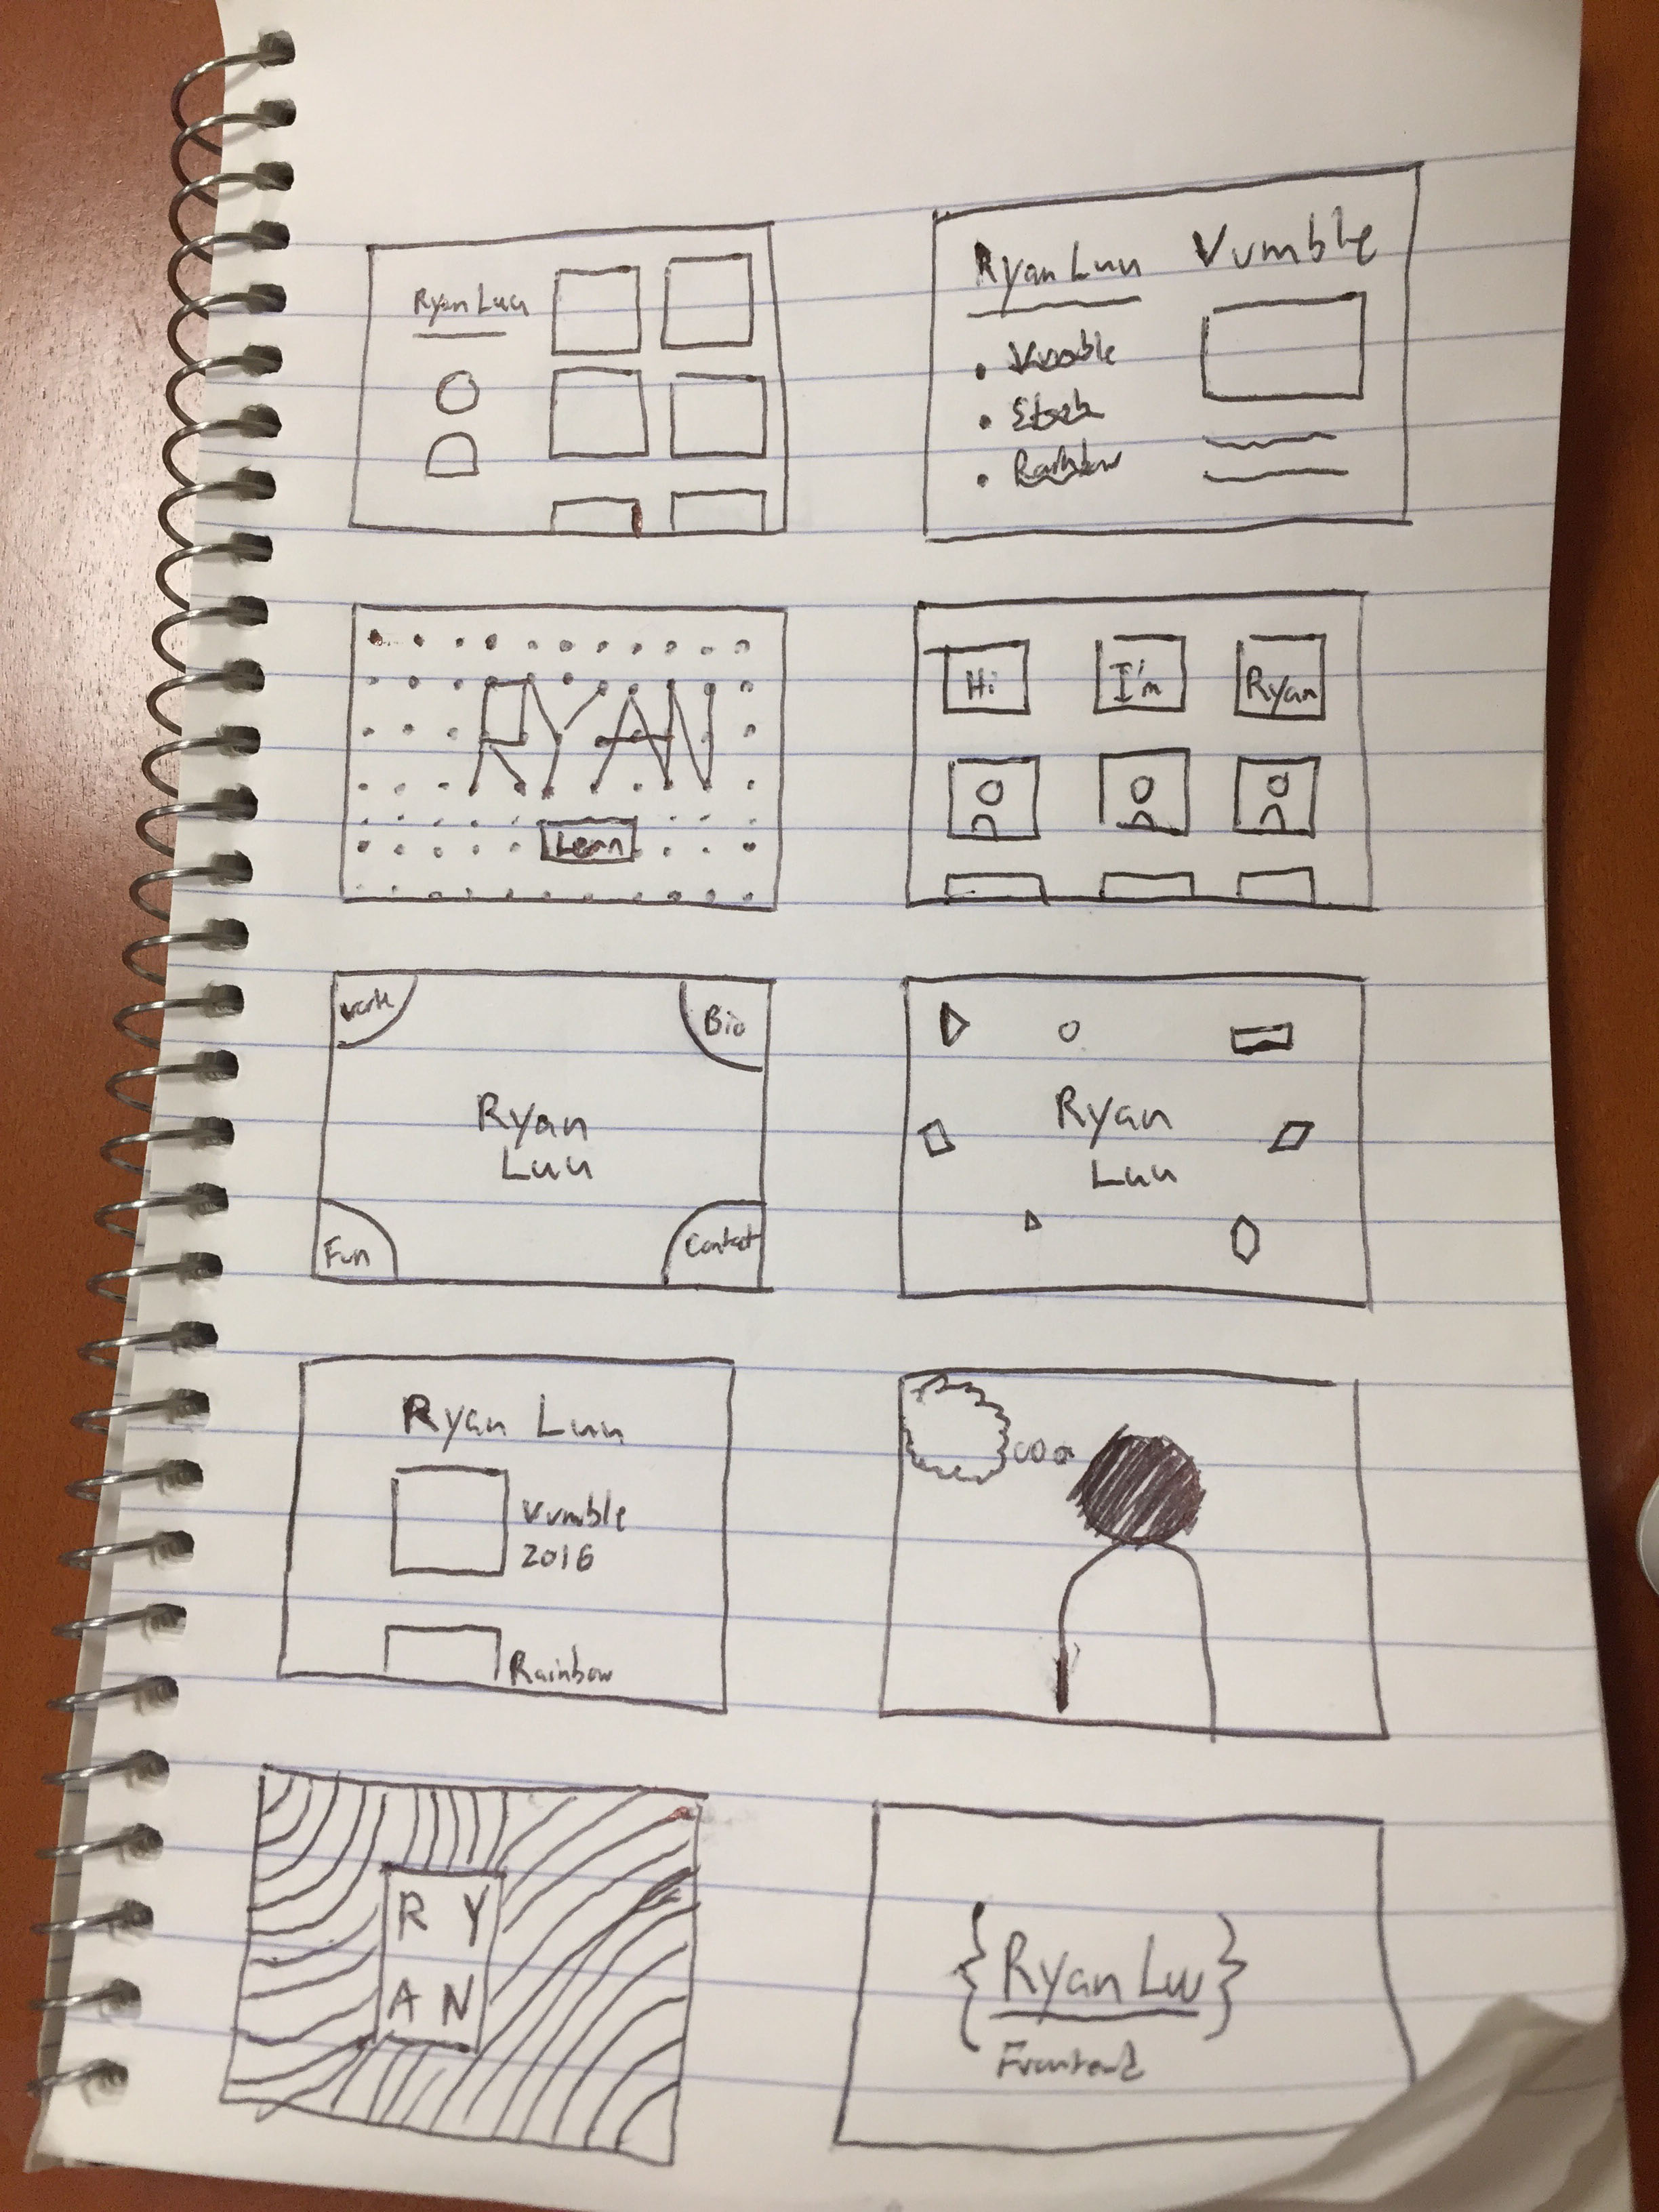 Ryan Luu
Ryan Luu
Vumble
Vumble
Rainbow
RYAN
Learn
Hi
I'm
Ryan
Work
Bio
Ryan
Luu
Fun
Contact
Ryan
Luu
Ryan Luu
Vumble
2016
Rainbow
R Y
A N
{Ryan Luu}
Frontend